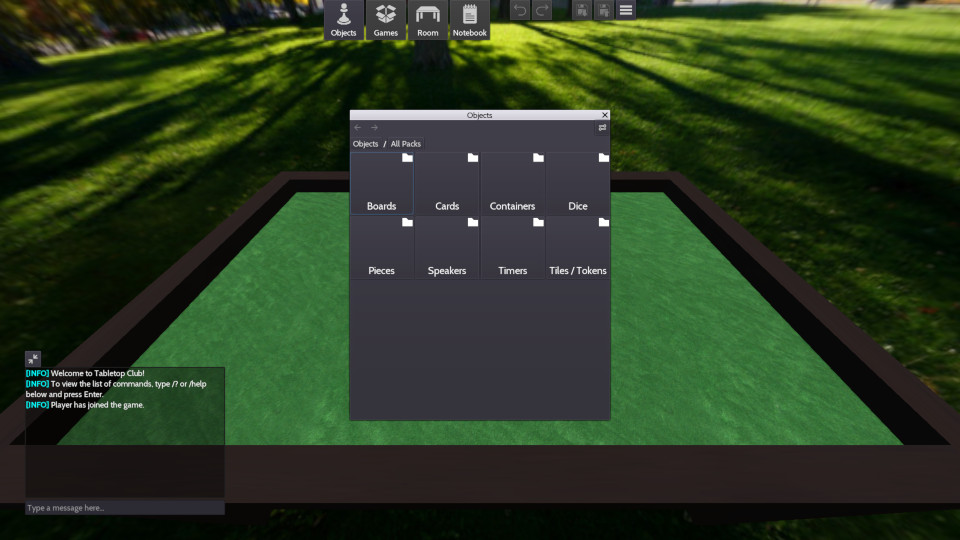 Objects Games Room Notebook
Objects
Objects / All Packs
Boards Cards Containers Dice
Pieces Speakers Timers Tiles / Tokens
[INFO] Welcome to Tabletop Club!
[INFO] To view the list of commands, type /? or /help
below and press Enter.
[INFO] Player has joined the game.
Type a message here...